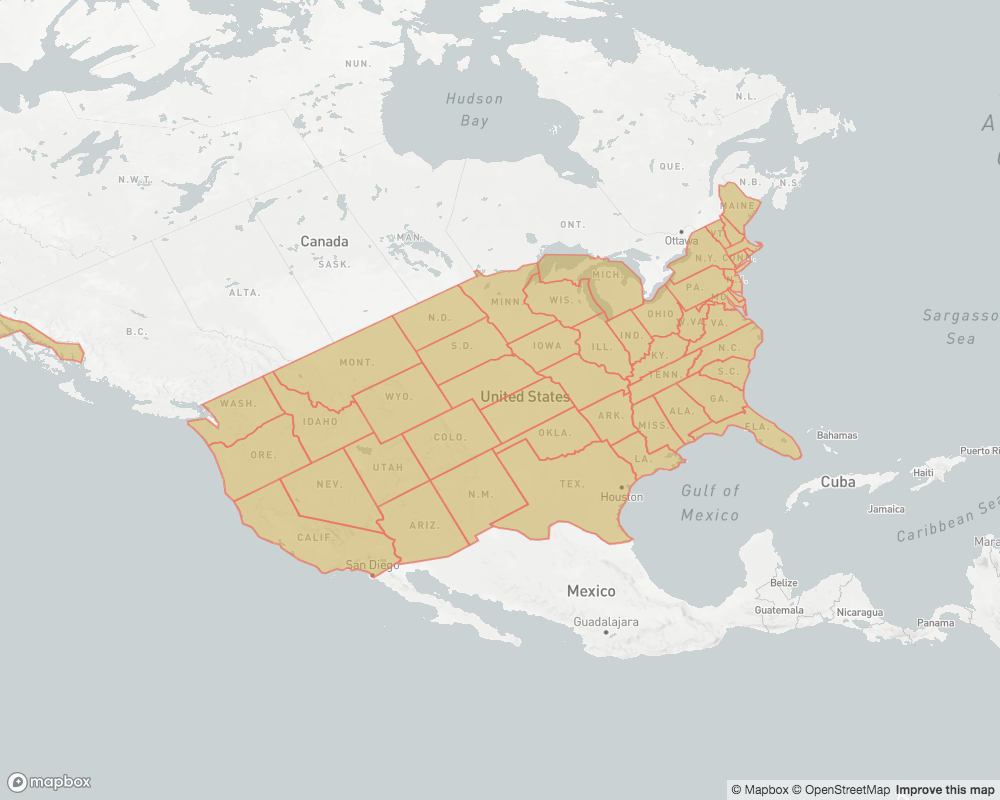 NUN.
Hudson
Bay
N.L.
A
N.W.T.
QUE.
N.B.
N.S.
MAINE
ONT.
MAN.
Canada
Ottawa
VT.
SASK.
N.Y.
CONN.
MICH.
ALTA.
PA.
MINN.
WIS.
B.C.
N.D.
OHIO
Sargasso
Sea
W.VA.
VA.
S.D.
IOWA
ILL.
IND.
N.C.
MONT.
KY.
TENN.
S.C.
WYO.
United States
GA.
WASH.
IDAHO
ARK.
ALA.
OKLA.
MISS.
FLA.
COLO.
Bahamas
ORE.
UTAH
LA.
Puerto Ri
Haiti
NEV.
TEX.
Cuba
N.M.
Houston
Gulf of
Mexico
Jamaica
Caribbean Sea
ARIZ.
CALIF.
San Diego
Mara
Belize
Mexico
Guatemala
Nicaragua
Guadalajara
Panama
mapbox
© Mapbox © OpenStreetMap Improve this map